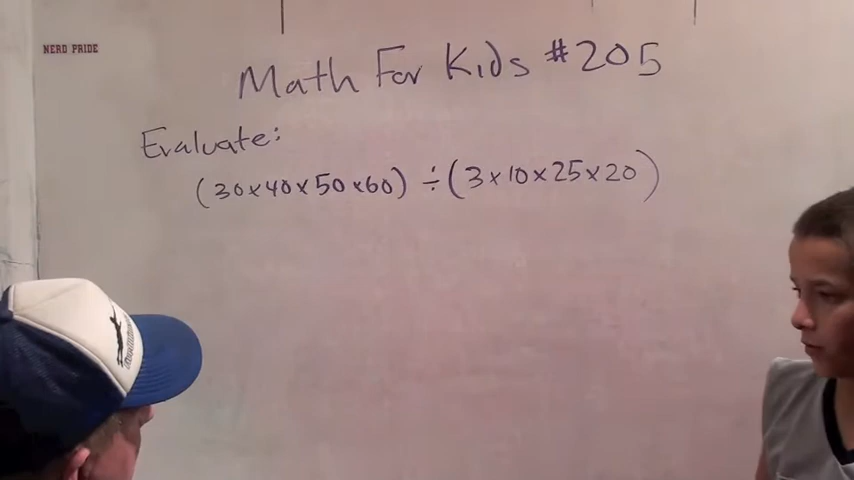 NERD PRIDE
Math For Kids #205
Evaluate:
(30×40×50×60) ÷ (3×10×25×20)